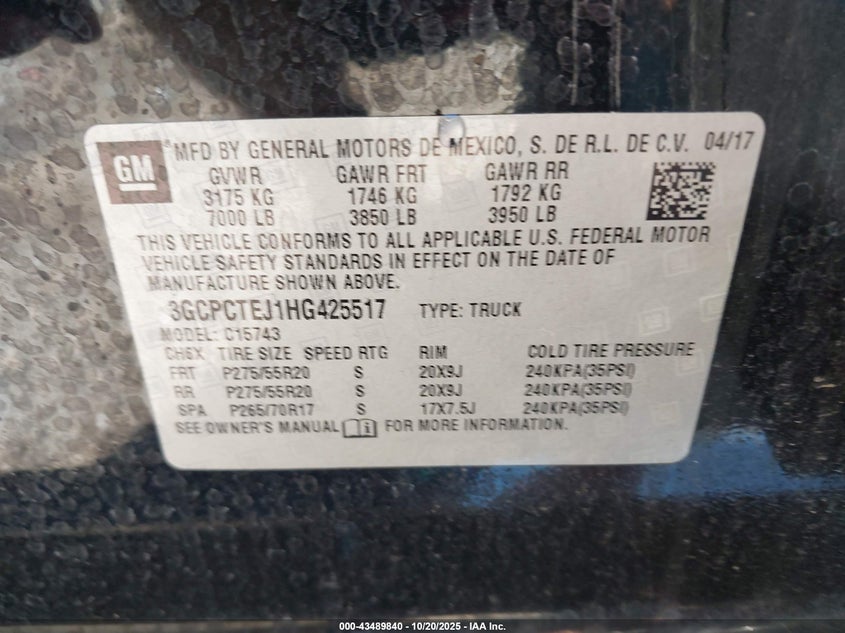 GM ® MFD BY GENERAL MOTORS DE MEXICO, S. DE R.L. DE C.V. 04/17
GVWR GAWR FRT GAWR RR
3175 KG 1746 KG 1792 KG
7000 LB 3850 LB 3950 LB
THIS VEHICLE CONFORMS TO ALL APPLICABLE U.S. FEDERAL MOTOR
VEHICLE SAFETY STANDARDS IN EFFECT ON THE DATE OF
MANUFACTURE SHOWN ABOVE.
3GCPCTEJ1HG425517 TYPE: TRUCK
MODEL: C15743
CH6X TIRE SIZE SPEED RTG RIM COLD TIRE PRESSURE
FRT P275/55R20 S 20X9J 240KPA(35PSI)
RR P275/55R20 S 20X9J 240KPA(35PSI)
SPA P265/70R17 S 17X7.5J 240KPA(35PSI)
SEE OWNER'S MANUAL FOR MORE INFORMATION.
000-43489840 - 10/20/2025 - IAA Inc.